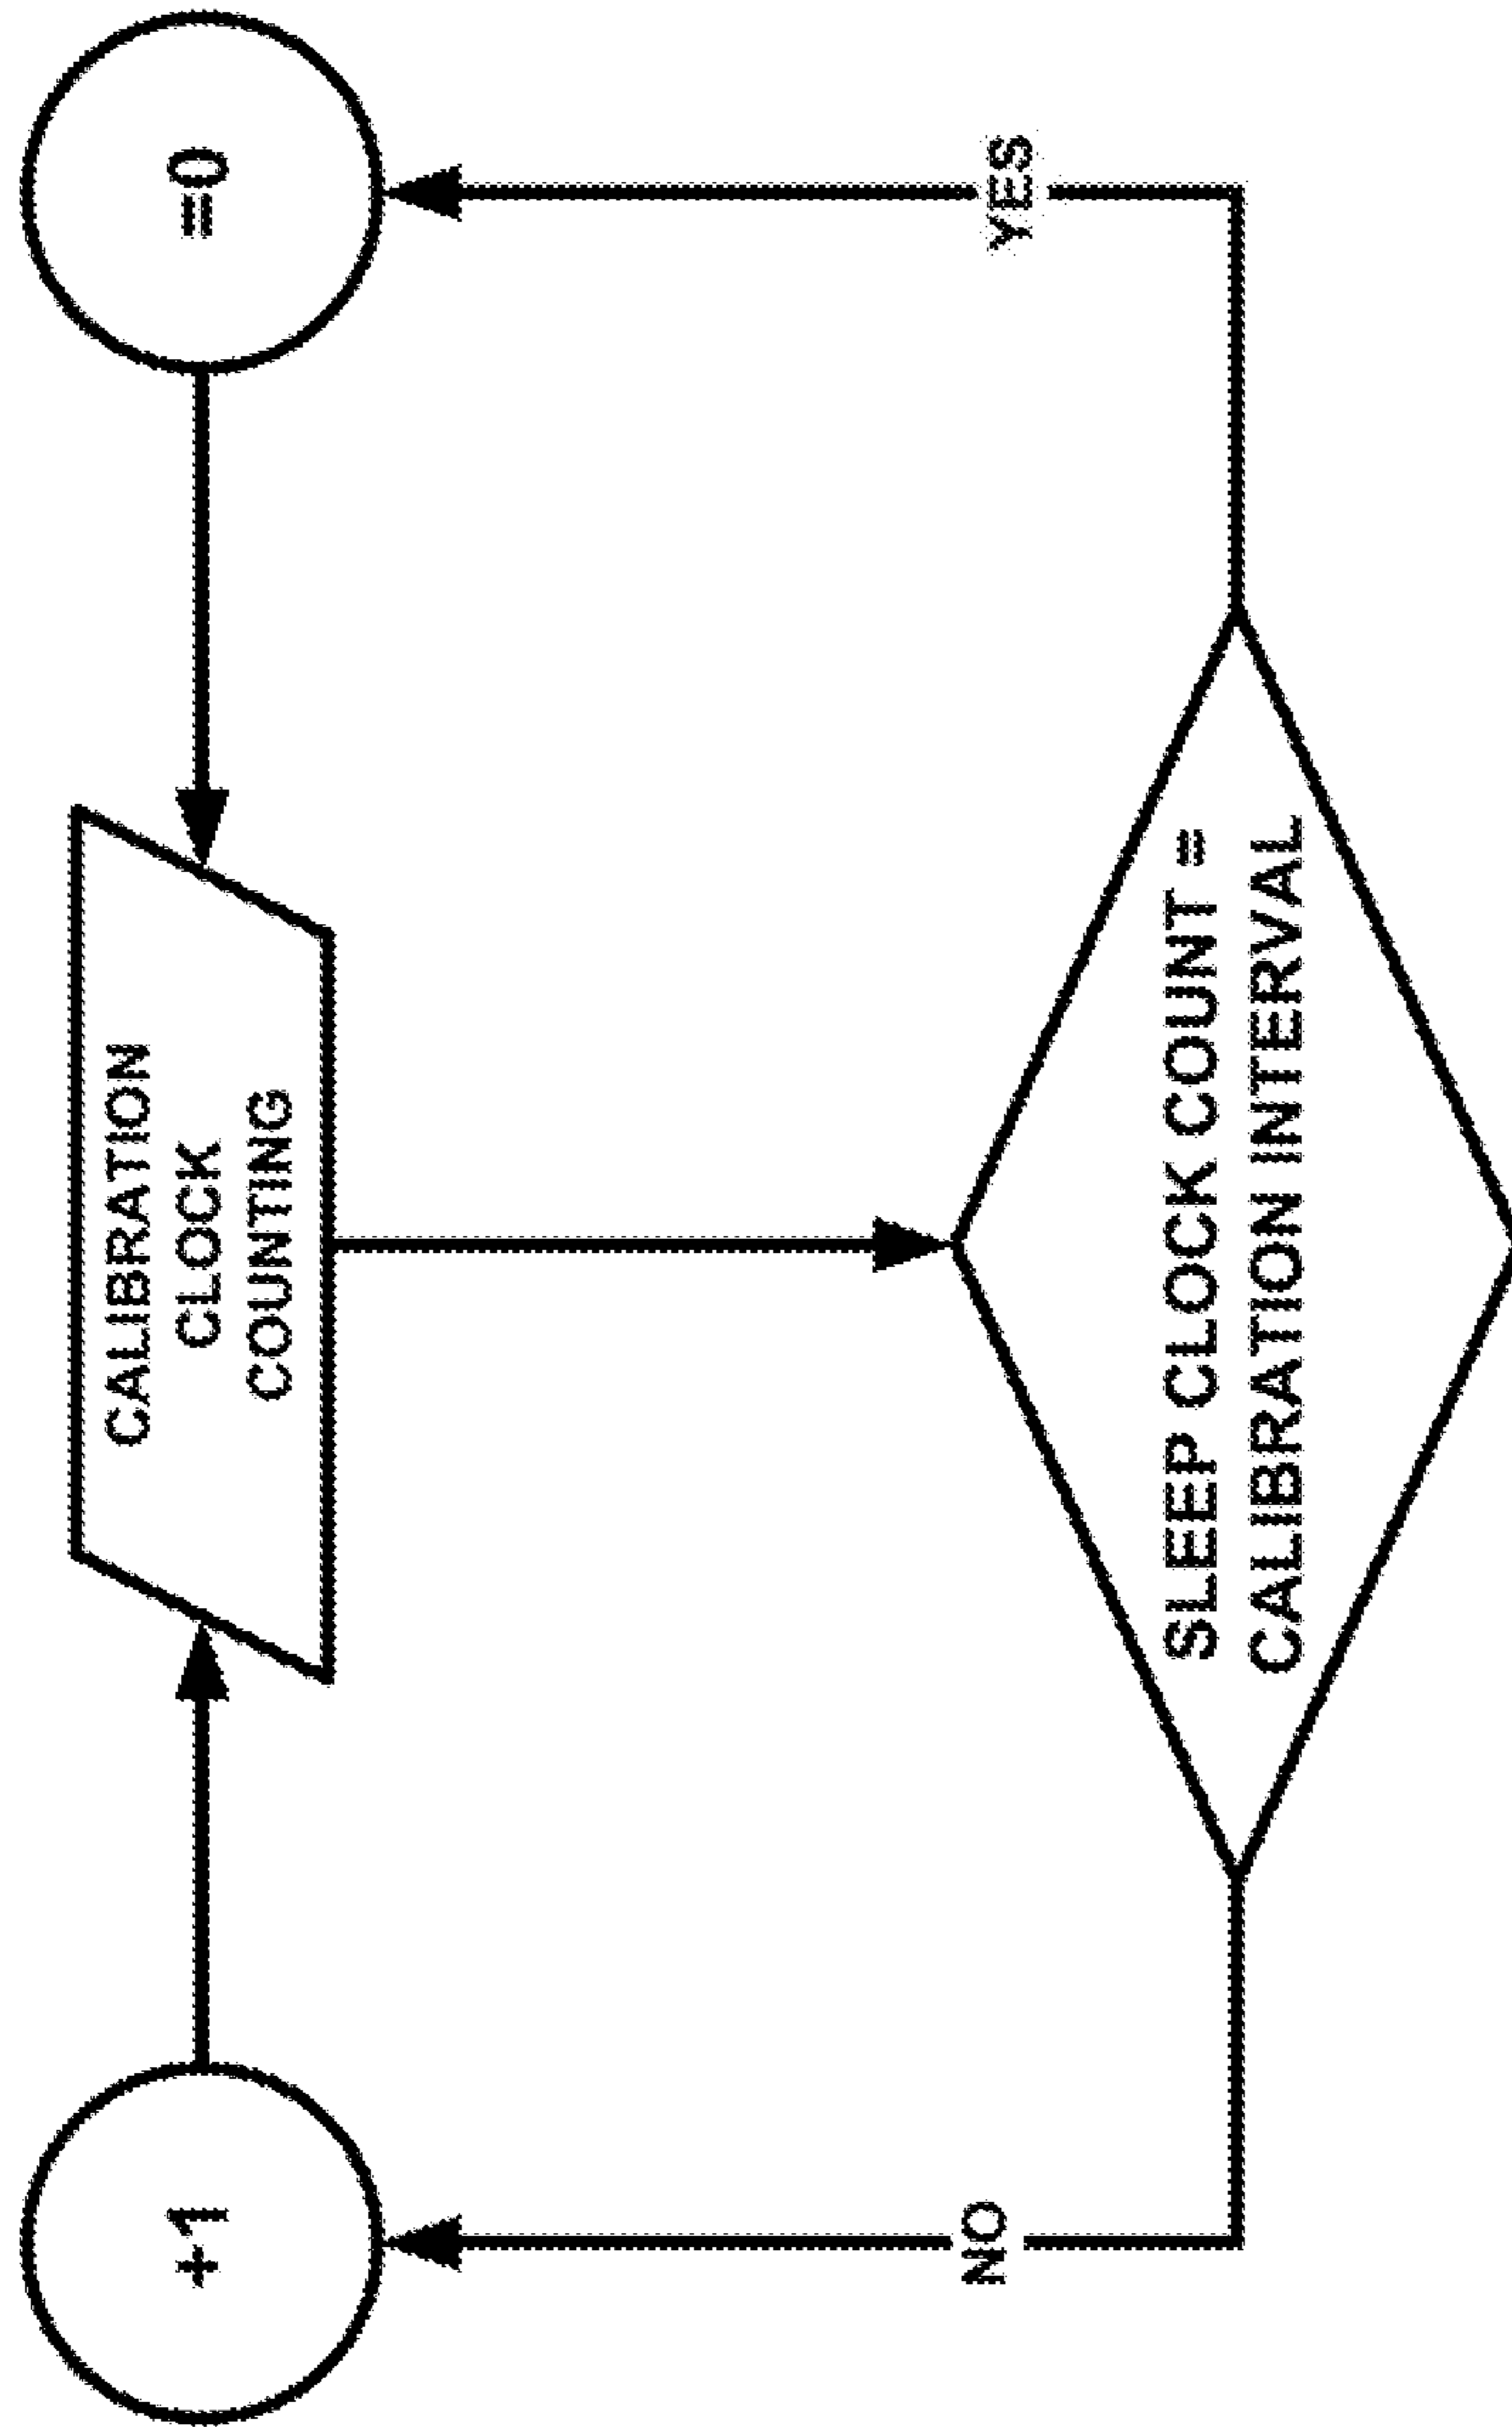 +1
CALIBRATION
CLOCK
COUNTING
=0
NO
YES
SLEEP CLOCK COUNT =
CALIBRATION INTERVAL